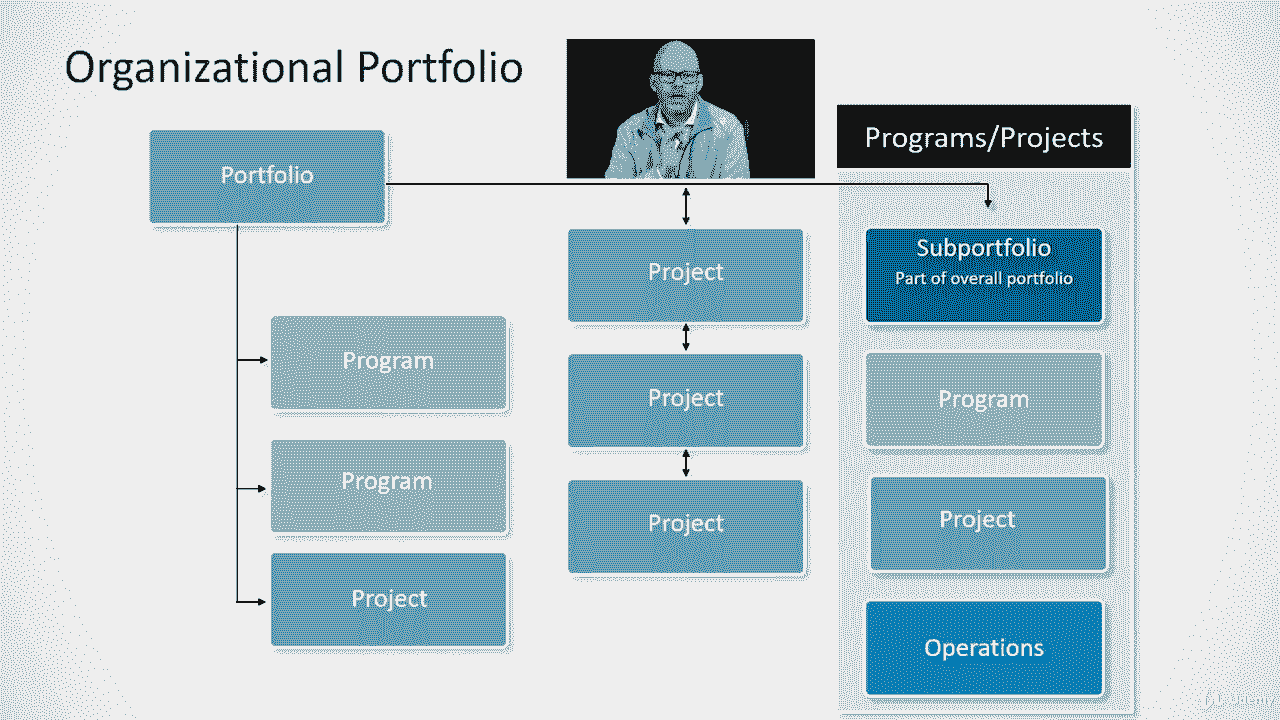 Organizational Portfolio
Portfolio
Program
Program
Project
Project
Project
Project
Programs/Projects
Subportfolio
Part of overall portfolio
Program
Project
Operations